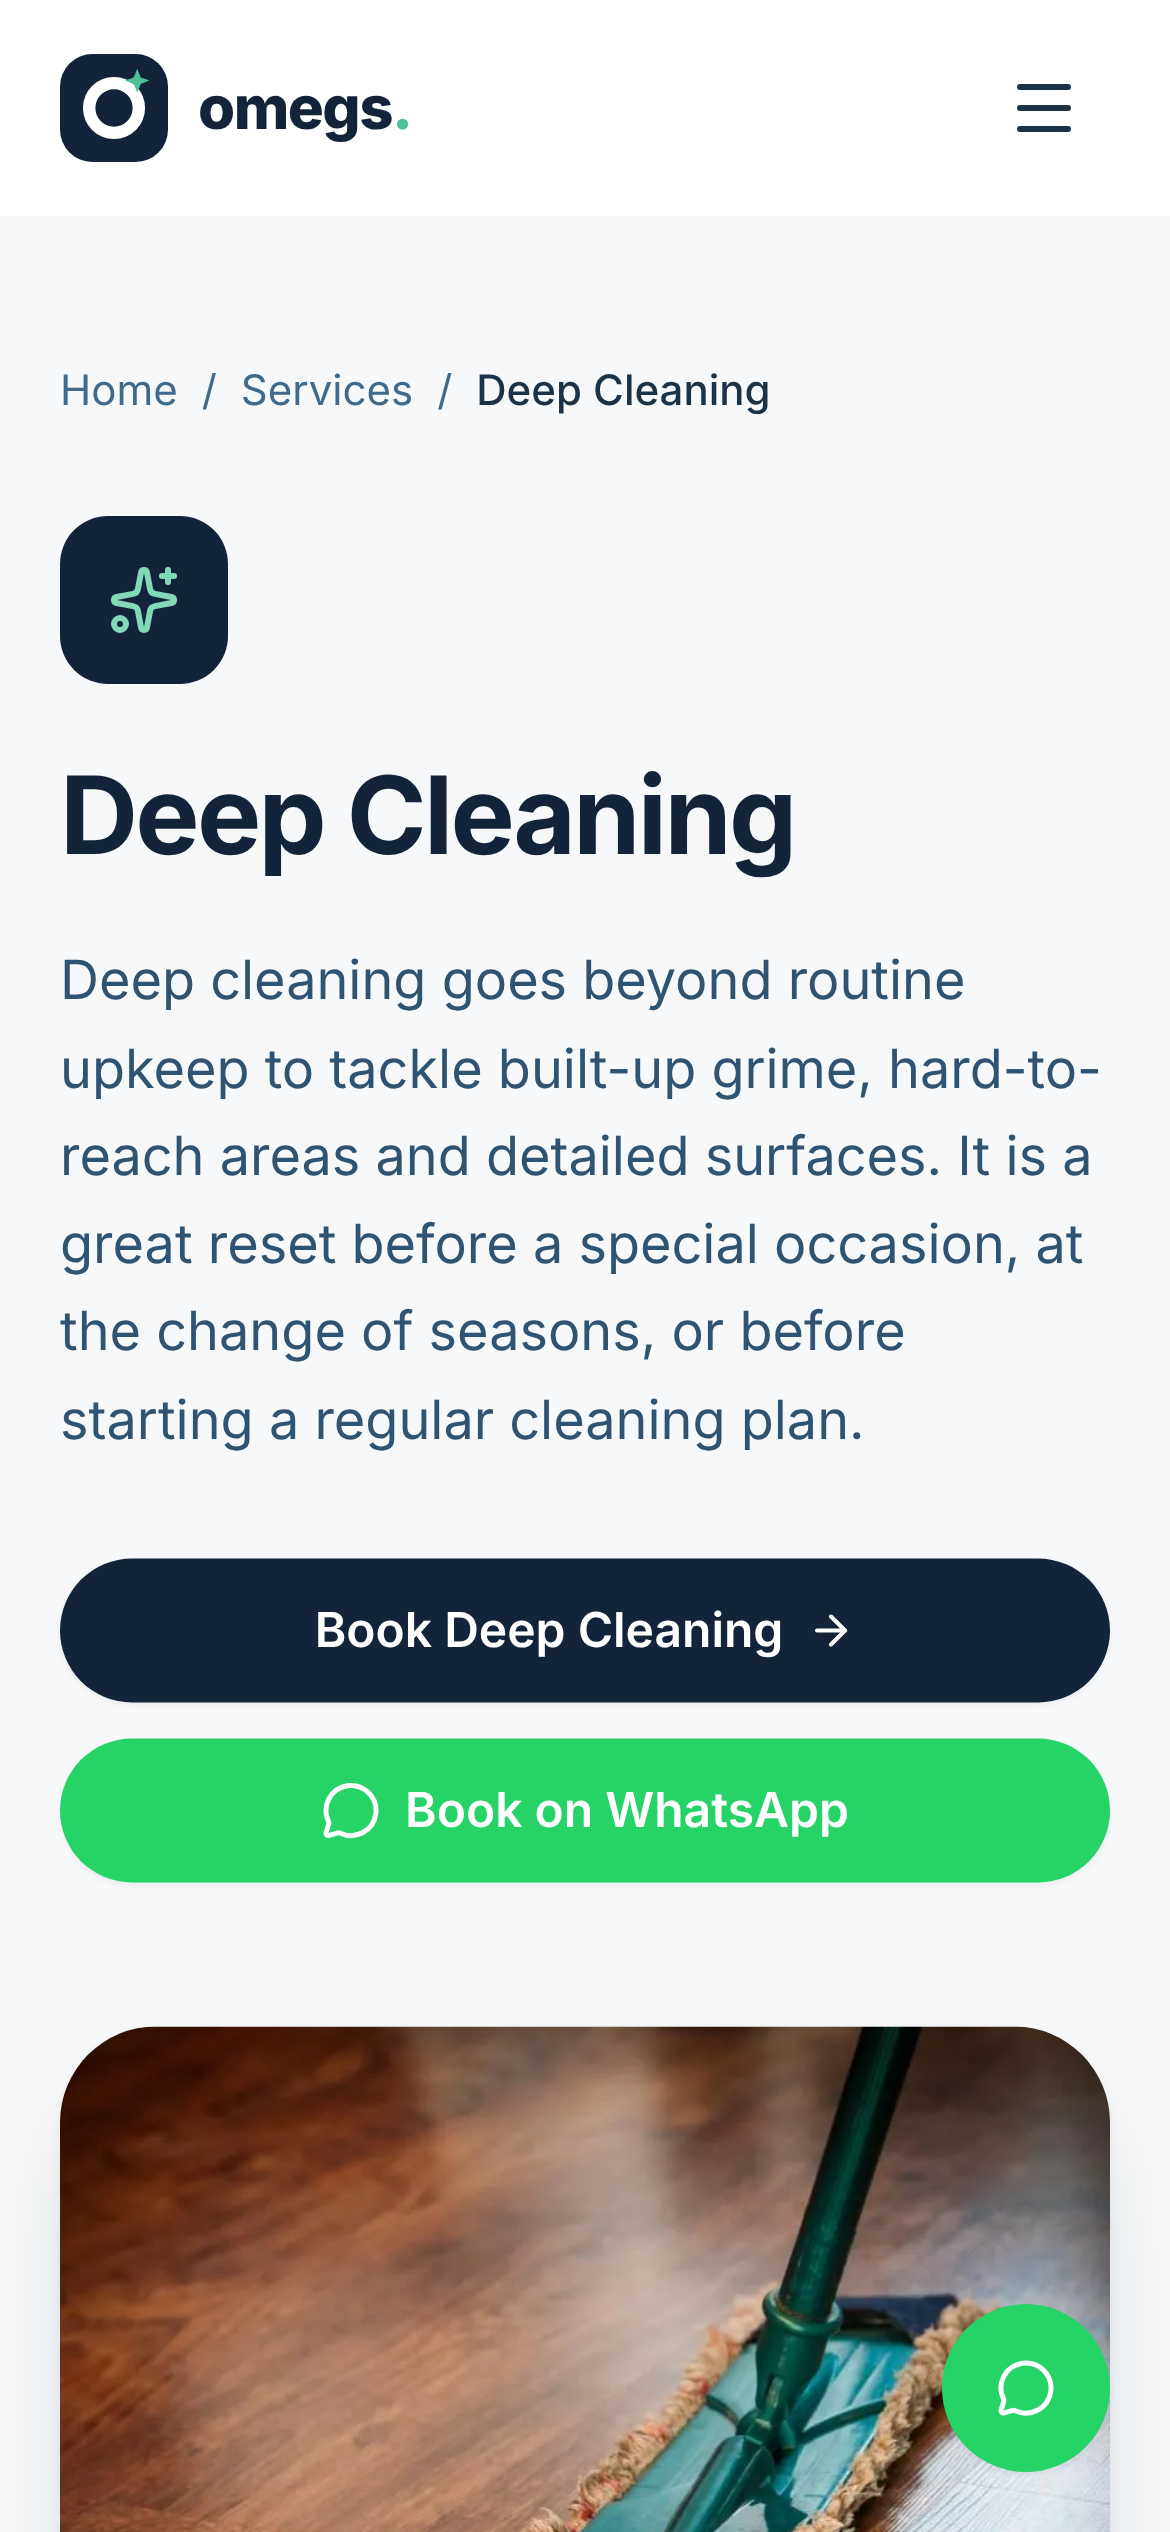 omegs.
Home / Services / Deep Cleaning
Deep Cleaning
Deep cleaning goes beyond routine
upkeep to tackle built-up grime, hard-to-
reach areas and detailed surfaces. It is a
great reset before a special occasion, at
the change of seasons, or before
starting a regular cleaning plan.
Book Deep Cleaning →
Book on WhatsApp